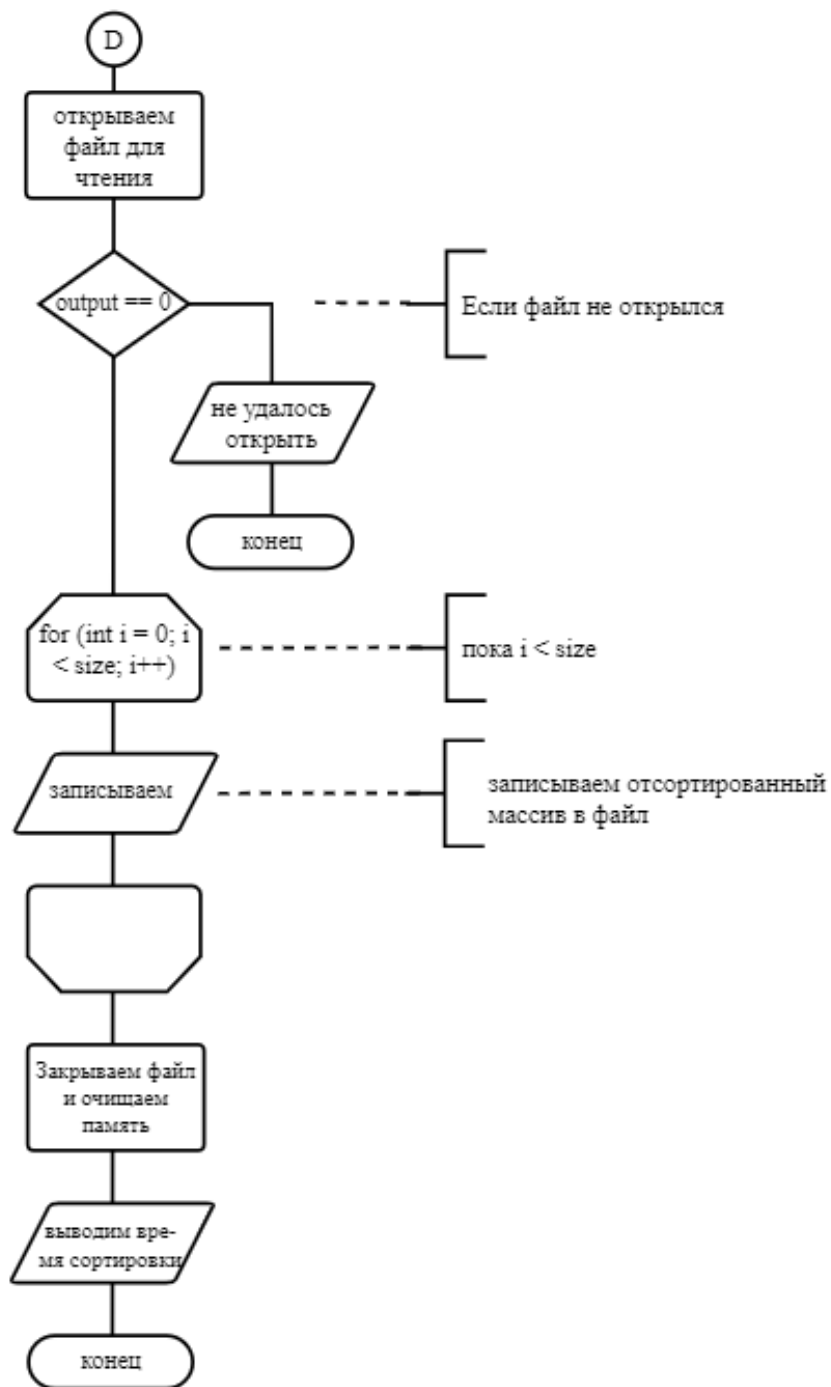 D
открываем
файл для
чтения
output == 0
Если файл не открылся
не удалось
открыть
конец
for (int i = 0; i
< size; i++)
пока i < size
записываем
записываем отсортированный
массив в файл
Закрываем файл
и очищаем
память
выводим вре-
мя сортировки
конец